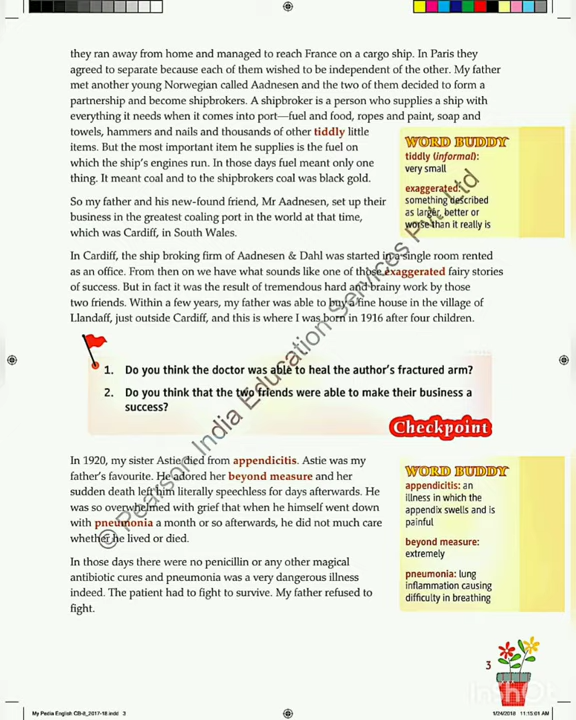 they ran away from home and managed to reach France on a cargo ship. In Paris they
agreed to separate because each of them wished to be independent of the other. My father
met another young Norwegian called Aadnesen and the two of them decided to form a
partnership and become shipbrokers. A shipbroker is a person who supplies a ship with
everything it needs when it comes into port—fuel and food, ropes and paint, soap and
towels, hammers and nails and thousands of other tiddly little
items. But the most important item he supplies is the fuel on
which the ship's engines run. In those days fuel meant only one
thing. It meant coal and to the shipbrokers coal was black gold.
So my father and his new-found friend, Mr Aadnesen, set up their
business in the greatest coaling port in the world at that time,
which was Cardiff, in South Wales.
WORD BUDDY
tiddly (informal):
very small
exaggerated:
something described
as larger, better or
worse than it really is
In Cardiff, the ship broking firm of Aadnesen & Dahl was started in a single room rented
as an office. From then on we have what sounds like one of those exaggerated fairy stories
of success. But in fact it was the result of tremendous hard and brainy work by those
two friends. Within a few years, my father was able to buy a fine house in the village of
Llandaff, just outside Cardiff, and this is where I was born in 1916 after four children.
1. Do you think the doctor was able to heal the author's fractured arm?
2. Do you think that the two friends were able to make their business a
success?
Checkpoint
In 1920, my sister Astie died from appendicitis. Astie was my
father's favourite. He adored her beyond measure and her
sudden death left him literally speechless for days afterwards. He
was so overwhelmed with grief that when he himself went down
with pneumonia a month or so afterwards, he did not much care
whether he lived or died.
In those days there were no penicillin or any other magical
antibiotic cures and pneumonia was a very dangerous illness
indeed. The patient had to fight to survive. My father refused to
fight.
WORD BUDDY
appendicitis: an
illness in which the
appendix swells and is
painful
beyond measure:
extremely
pneumonia: lung
inflammation causing
difficulty in breathing
© Pearson India Education Services Pvt. Ltd
3
InShot
My Pedia English CB-8_2017-18.indd 3
1/24/2018 11:15:01 AM